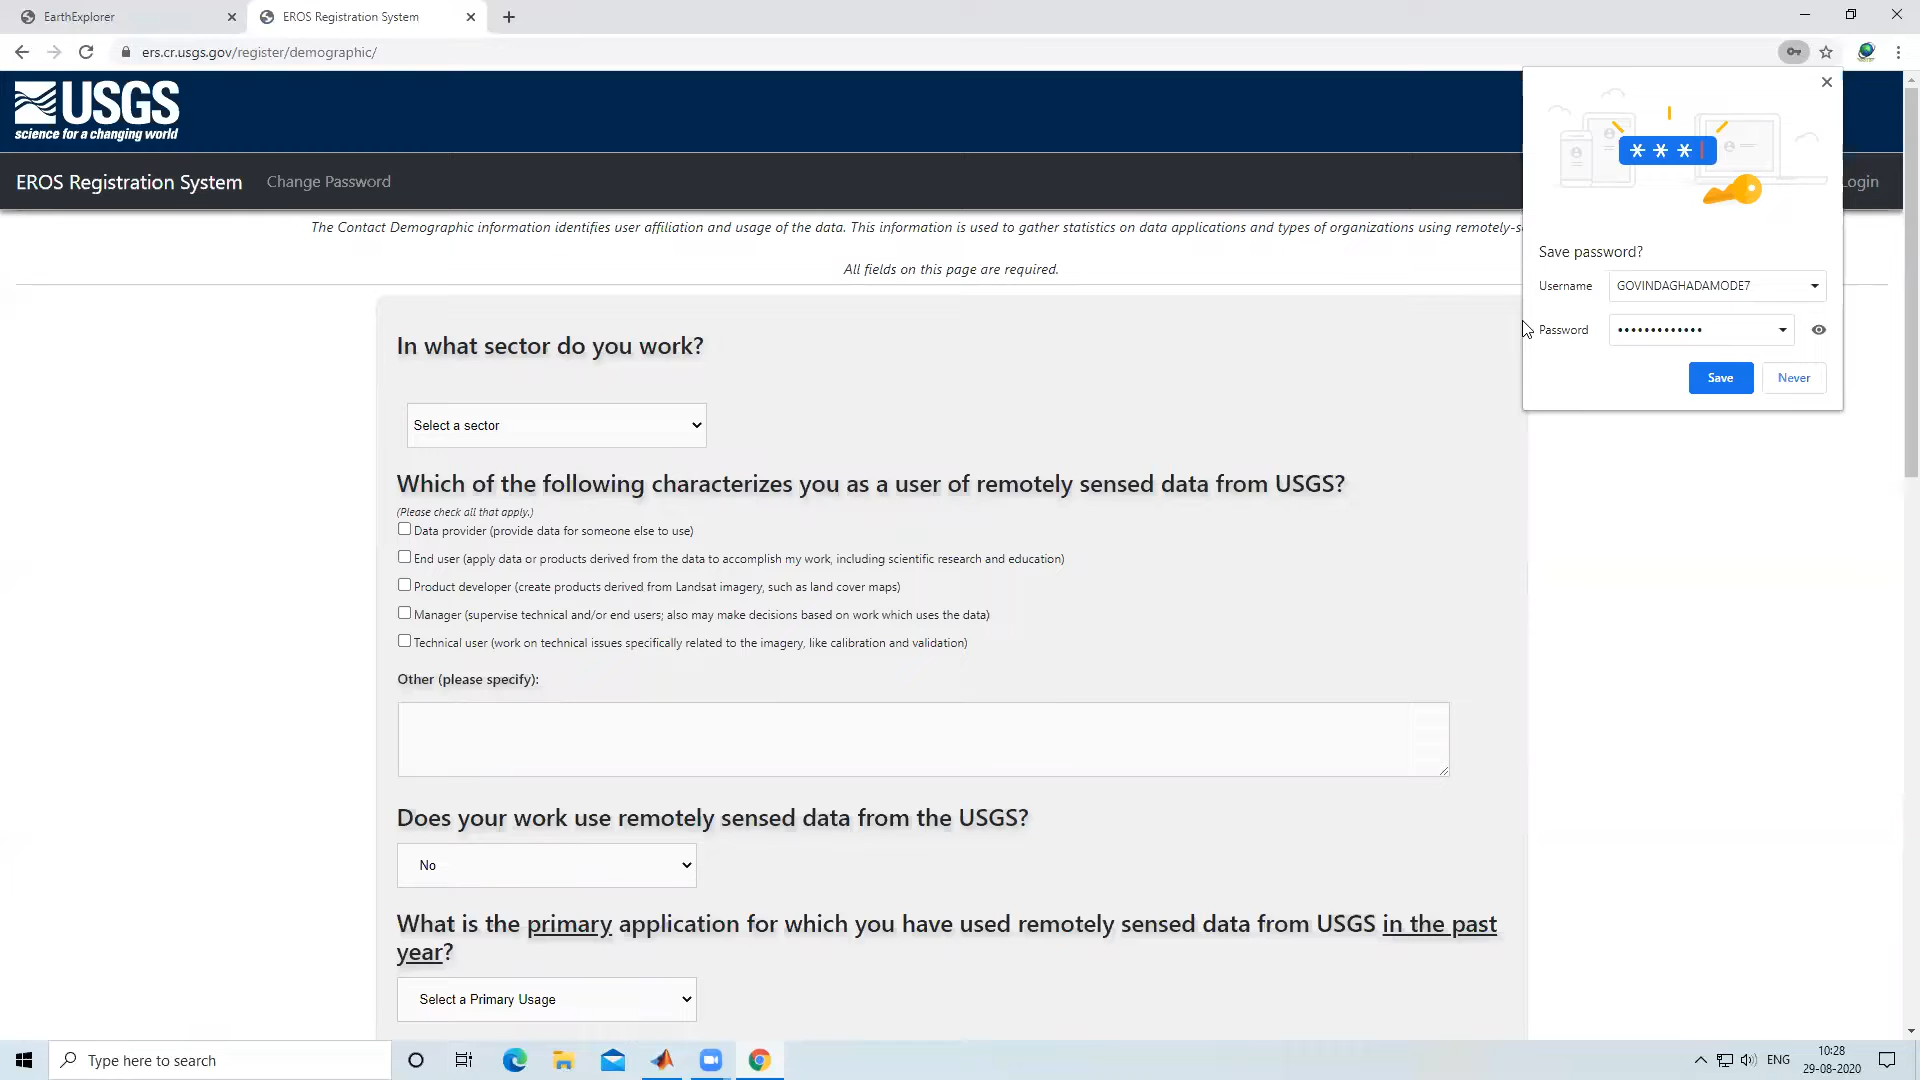 EarthExplorer
EROS Registration System
ers.cr.usgs.gov/register/demographic/
USGS
science for a changing world
EROS Registration System
Change Password
Login
The Contact Demographic information identifies user affiliation and usage of the data. This information is used to gather statistics on data applications and types of organizations using remotely-s
All fields on this page are required.
Save password?
Username
GOVINDAGHADAMODE7
Password
•••••••••••••
Save
Never
In what sector do you work?
Select a sector
Which of the following characterizes you as a user of remotely sensed data from USGS?
(Please check all that apply.)
Data provider (provide data for someone else to use)
End user (apply data or products derived from the data to accomplish my work, including scientific research and education)
Product developer (create products derived from Landsat imagery, such as land cover maps)
Manager (supervise technical and/or end users; also may make decisions based on work which uses the data)
Technical user (work on technical issues specifically related to the imagery, like calibration and validation)
Other (please specify):
Does your work use remotely sensed data from the USGS?
No
What is the primary application for which you have used remotely sensed data from USGS in the past
year?
Select a Primary Usage
Type here to search
ENG
10:28
29-08-2020